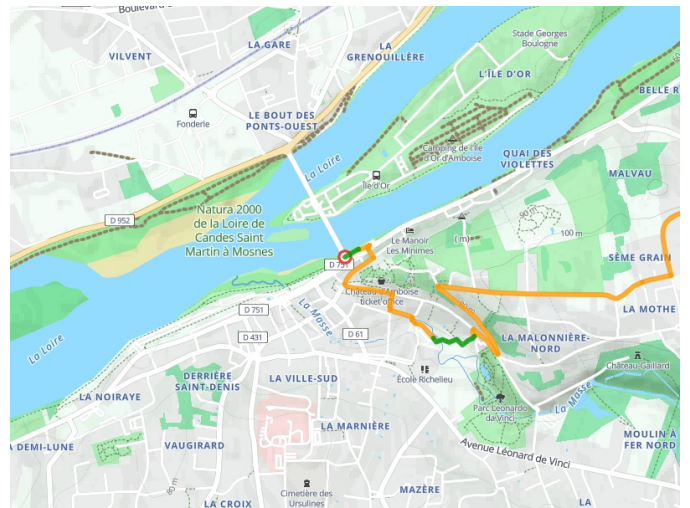 Boulevard S
LA GARE
LA
GRENOUILLÈRE
Stade Georges
Boulogne
VILVENT
L'ÎLE D'OR
BELLE R
LE BOUT DES
PONTS-OUEST
Fonderie
Camping de l'Île
d'Or d'Amboise
QUAI DES
VIOLETTES
La Loire
Île d'Or
MALVAU
D 952
Natura 2000
de la Loire de
Candes Saint
Martin à Mosnes
90 m
100 m
Le Manoir
Les Minimes
( m)
D 751
SÈME GRAIN
Château d'Amboise
ticket office
D 751
La Masse
LA MOTHE
D 431
D 61
LA MALONNIÈRE-
NORD
La Loire
Château-Gaillard
DERRIÈRE
SAINT-DENIS
LA VILLE-SUD
École Richelieu
LA NOIRAYE
Parc Leonardo
da Vinci
La Masse
LA MARNIÈRE
MOULIN À
FER NORD
A DEMI-LUNE
VAUGIRARD
Avenue Léonard de Vinci
80 m
MAZÈRE
Cimetière des
Ursulines
LA CROIX
LA